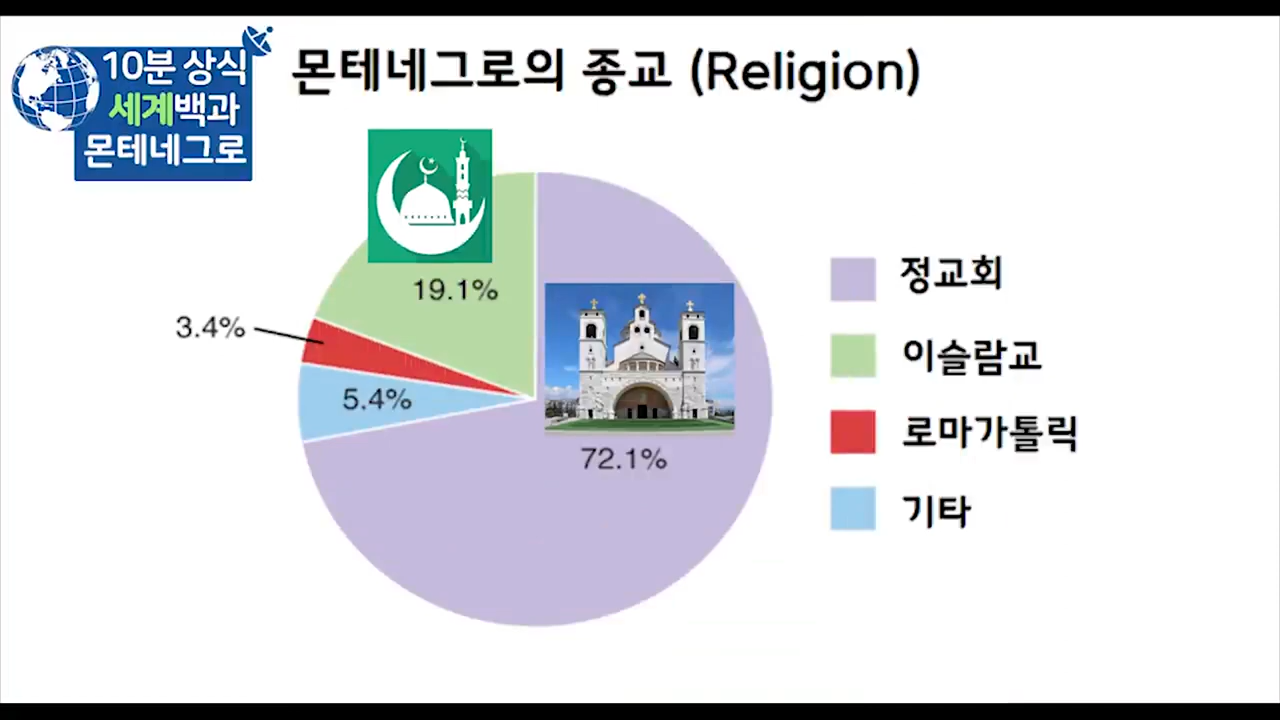 10분 상식
세계백과
몬테네그로
몬테네그로의 종교 (Religion)
19.1%
3.4%
5.4%
72.1%
정교회
이슬람교
로마가톨릭
기타